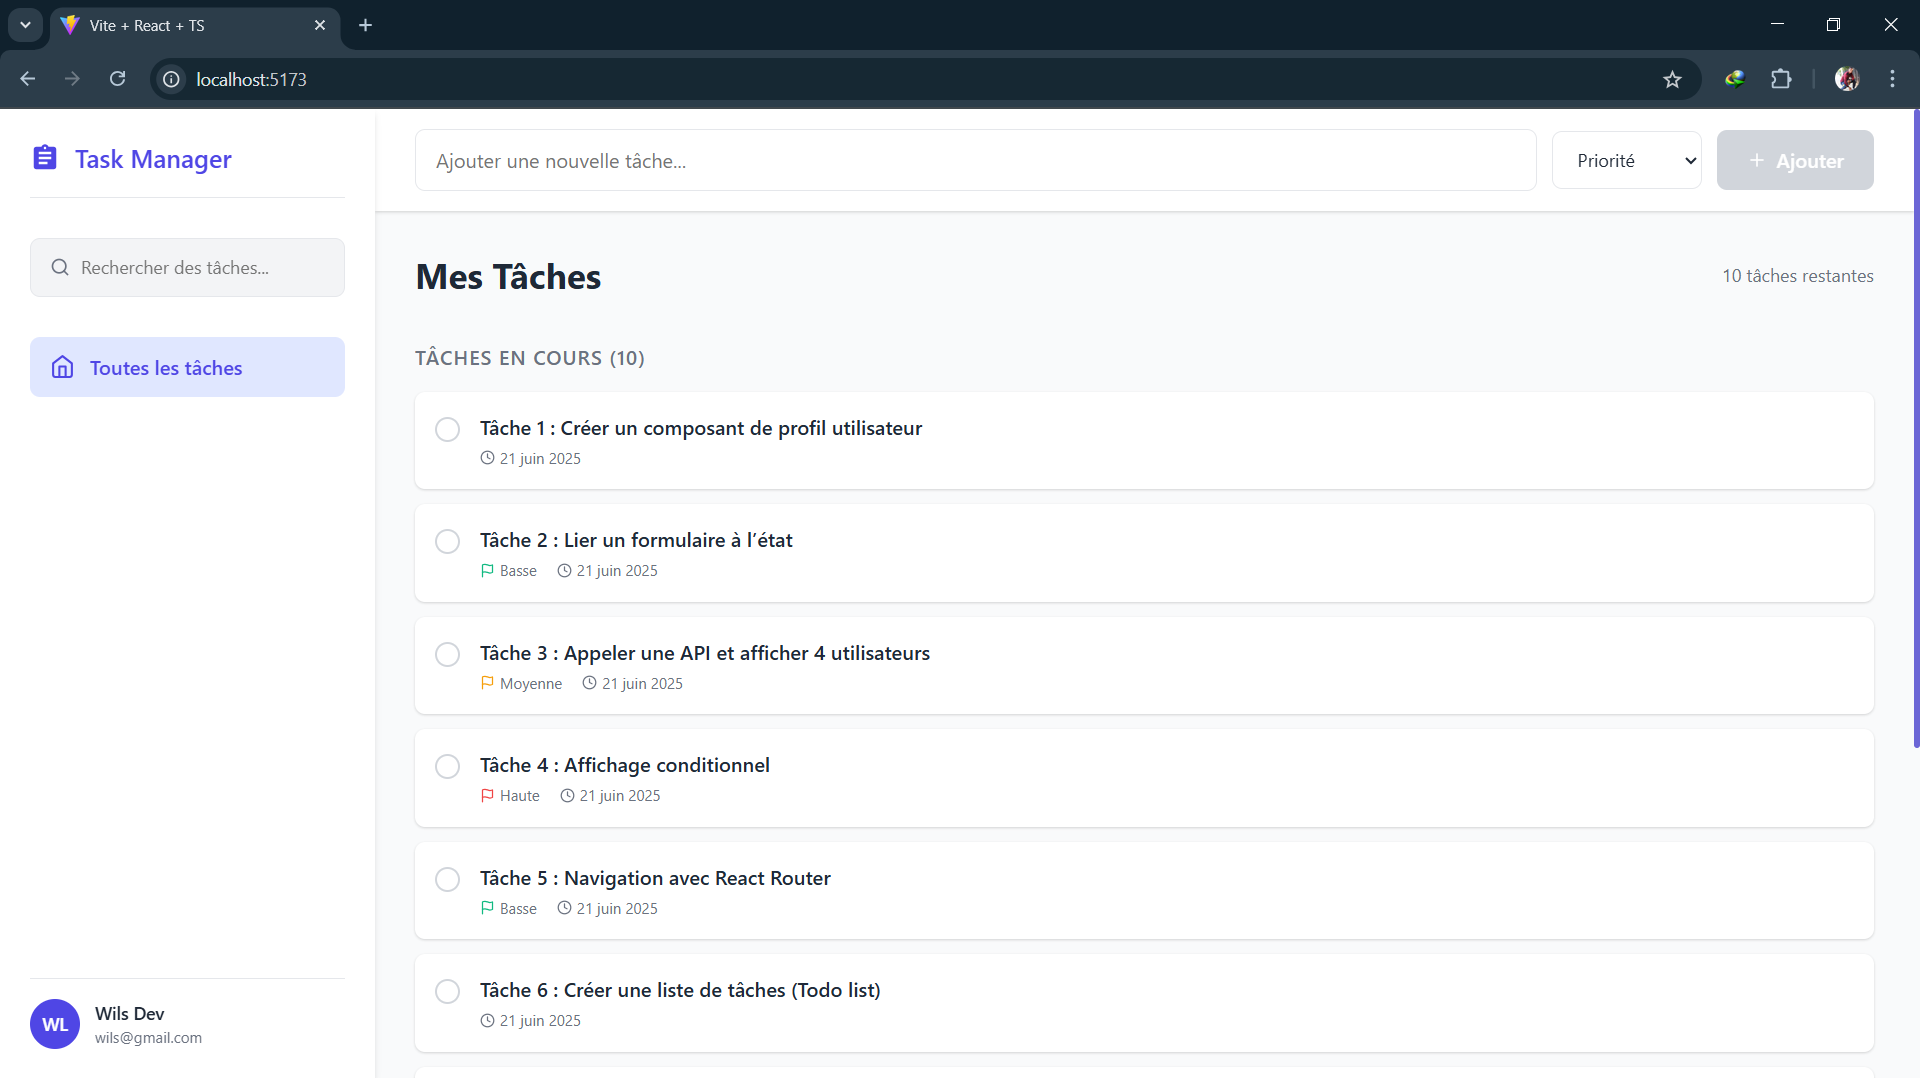 Vite + React + TS
localhost:5173
Task Manager
Rechercher des tâches...
Toutes les tâches
WL
Wils Dev
wils@gmail.com
Ajouter une nouvelle tâche...
Priorité
+ Ajouter
Mes Tâches
10 tâches restantes
TÂCHES EN COURS (10)
Tâche 1 : Créer un composant de profil utilisateur
21 juin 2025
Tâche 2 : Lier un formulaire à l’état
Basse 21 juin 2025
Tâche 3 : Appeler une API et afficher 4 utilisateurs
Moyenne 21 juin 2025
Tâche 4 : Affichage conditionnel
Haute 21 juin 2025
Tâche 5 : Navigation avec React Router
Basse 21 juin 2025
Tâche 6 : Créer une liste de tâches (Todo list)
21 juin 2025